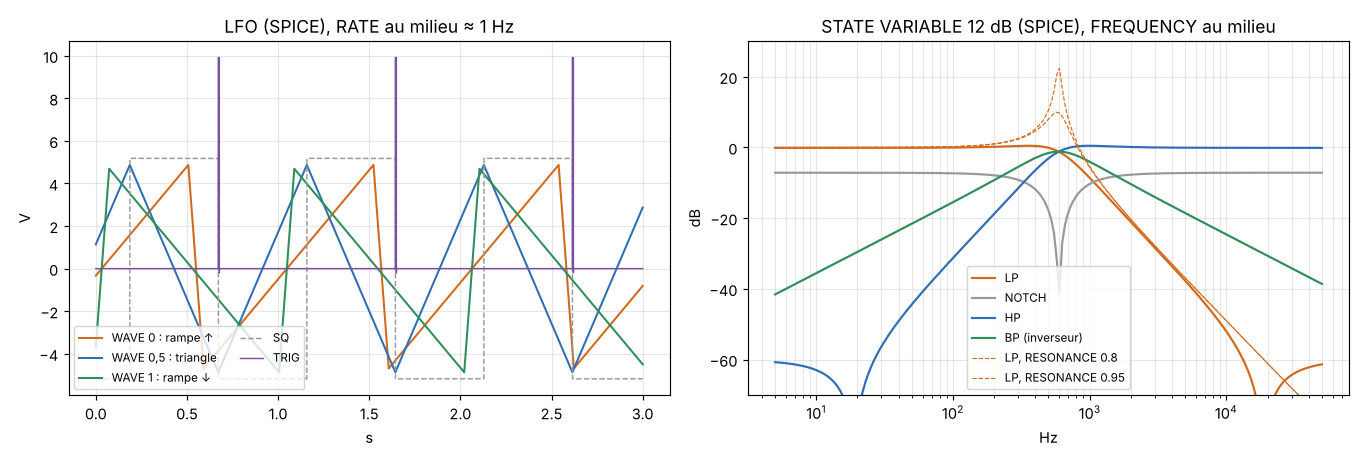 LFO (SPICE), RATE au milieu ≈ 1 Hz
10
8
6
4
2
0
−2
−4
V
WAVE 0 : rampe ↑
WAVE 0,5 : triangle
WAVE 1 : rampe ↓
SQ
TRIG
0.0 0.5 1.0 1.5 2.0 2.5 3.0
s
STATE VARIABLE 12 dB (SPICE), FREQUENCY au milieu
20
0
−20
−40
−60
dB
LP
NOTCH
HP
BP (inverseur)
LP, RESONANCE 0.8
LP, RESONANCE 0.95
10¹ 10² 10³ 10⁴
Hz